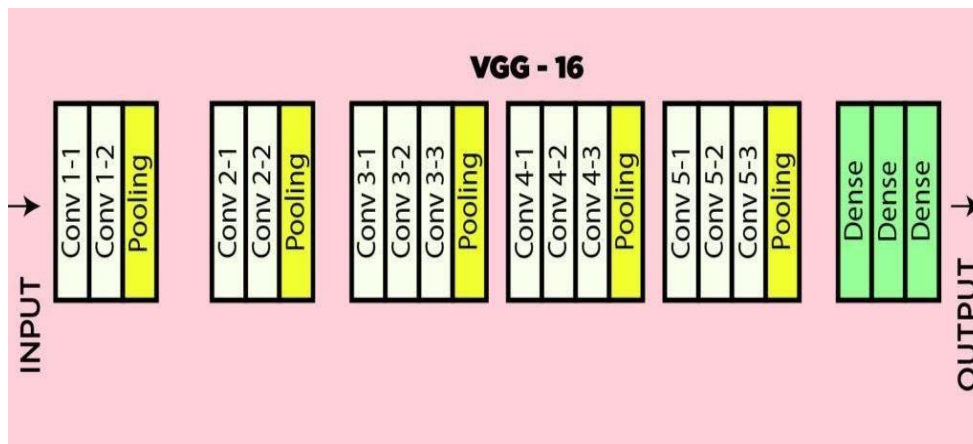 VGG - 16
INPUT
Conv 1-1
Conv 1-2
Pooling
Conv 2-1
Conv 2-2
Pooling
Conv 3-1
Conv 3-2
Conv 3-3
Pooling
Conv 4-1
Conv 4-2
Conv 4-3
Pooling
Conv 5-1
Conv 5-2
Conv 5-3
Pooling
Dense
Dense
Dense
OUTPUT